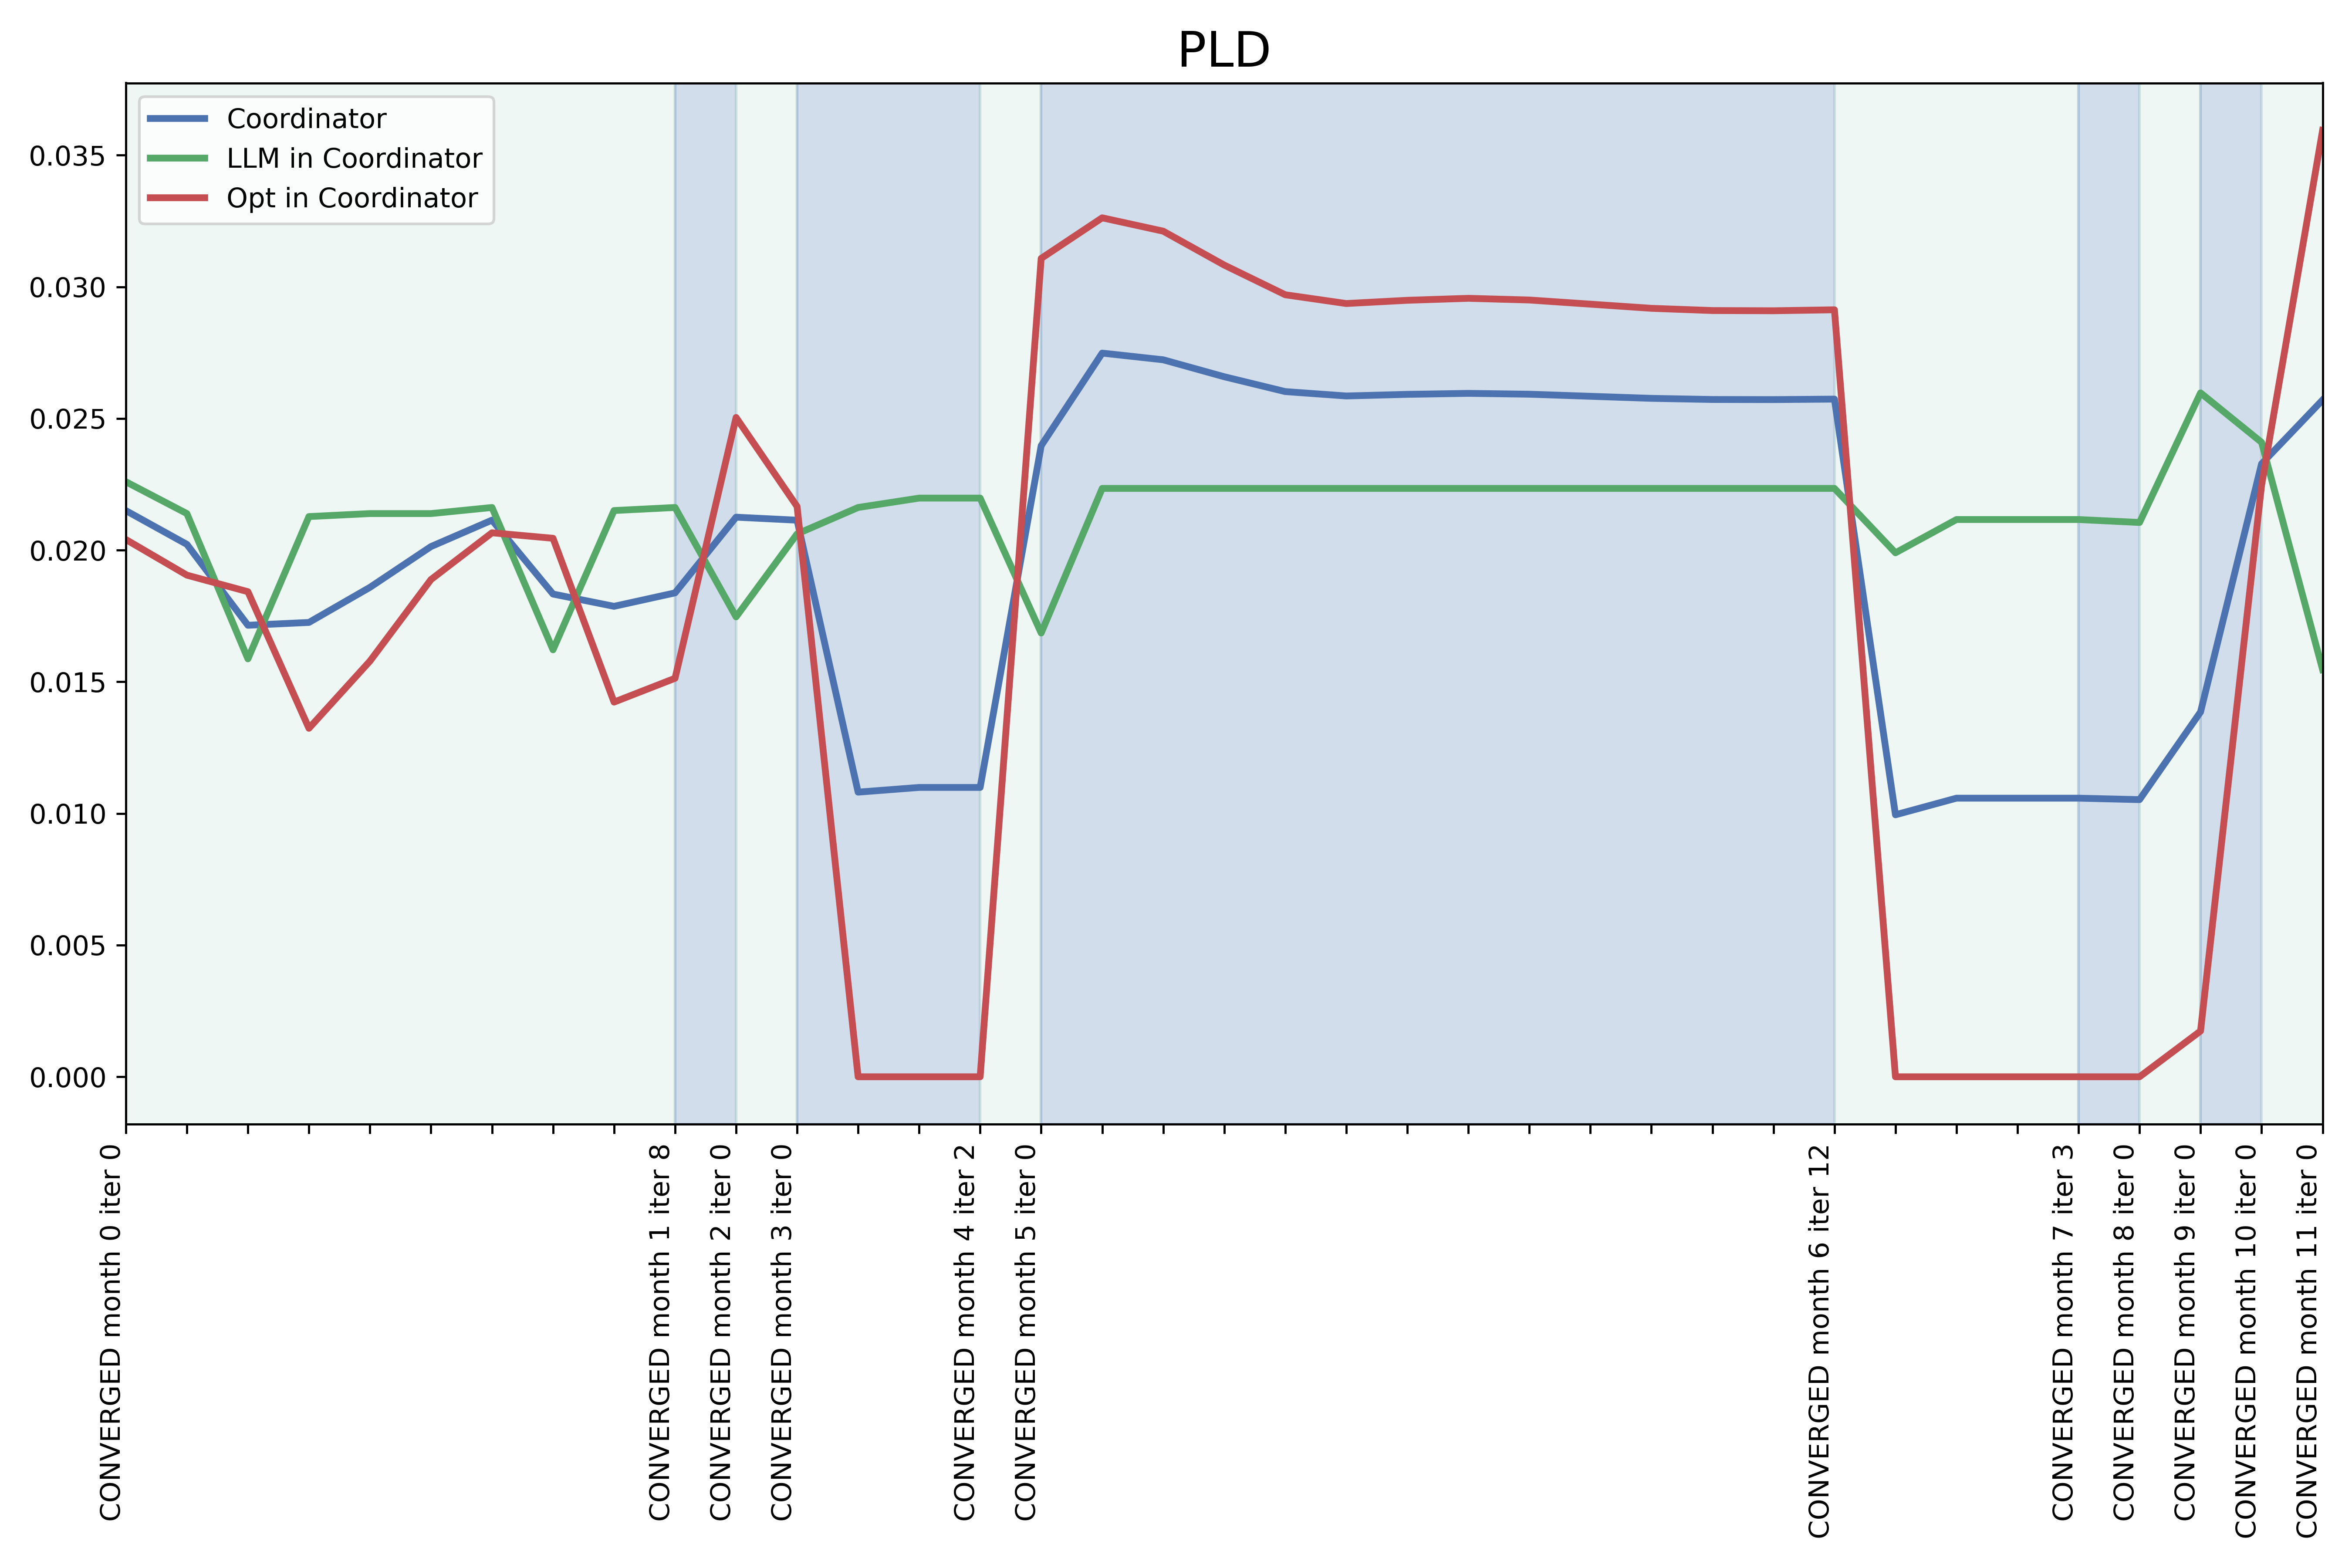 PLD
Coordinator
LLM in Coordinator
Opt in Coordinator
0.035
0.030
0.025
0.020
0.015
0.010
0.005
0.000
CONVERGED month 0 iter 0
CONVERGED month 1 iter 8
CONVERGED month 2 iter 0
CONVERGED month 3 iter 0
CONVERGED month 4 iter 2
CONVERGED month 5 iter 0
CONVERGED month 6 iter 12
CONVERGED month 7 iter 3
CONVERGED month 8 iter 0
CONVERGED month 9 iter 0
CONVERGED month 10 iter 0
CONVERGED month 11 iter 0